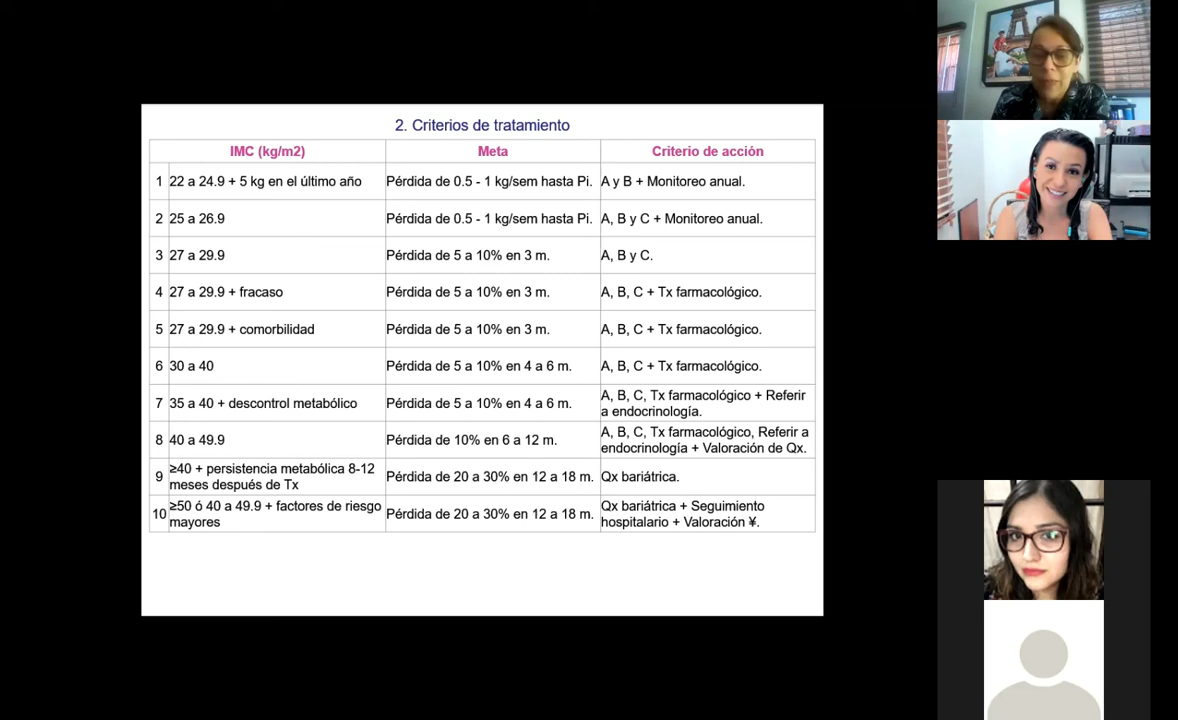 2. Criterios de tratamiento
IMC (kg/m2) Meta Criterio de acción
1 22 a 24.9 + 5 kg en el último año Pérdida de 0.5 - 1 kg/sem hasta Pi. A y B + Monitoreo anual.
2 25 a 26.9 Pérdida de 0.5 - 1 kg/sem hasta Pi. A, B y C + Monitoreo anual.
3 27 a 29.9 Pérdida de 5 a 10% en 3 m. A, B y C.
4 27 a 29.9 + fracaso Pérdida de 5 a 10% en 3 m. A, B, C + Tx farmacológico.
5 27 a 29.9 + comorbilidad Pérdida de 5 a 10% en 3 m. A, B, C + Tx farmacológico.
6 30 a 40 Pérdida de 5 a 10% en 4 a 6 m. A, B, C + Tx farmacológico.
7 35 a 40 + descontrol metabólico Pérdida de 5 a 10% en 4 a 6 m. A, B, C, Tx farmacológico + Referir
a endocrinología.
8 40 a 49.9 Pérdida de 10% en 6 a 12 m. A, B, C, Tx farmacológico, Referir a
endocrinología + Valoración de Qx.
9 ≥40 + persistencia metabólica 8-12
meses después de Tx Pérdida de 20 a 30% en 12 a 18 m. Qx bariátrica.
10 ≥50 ó 40 a 49.9 + factores de riesgo
mayores Pérdida de 20 a 30% en 12 a 18 m. Qx bariátrica + Seguimiento
hospitalario + Valoración ¥.